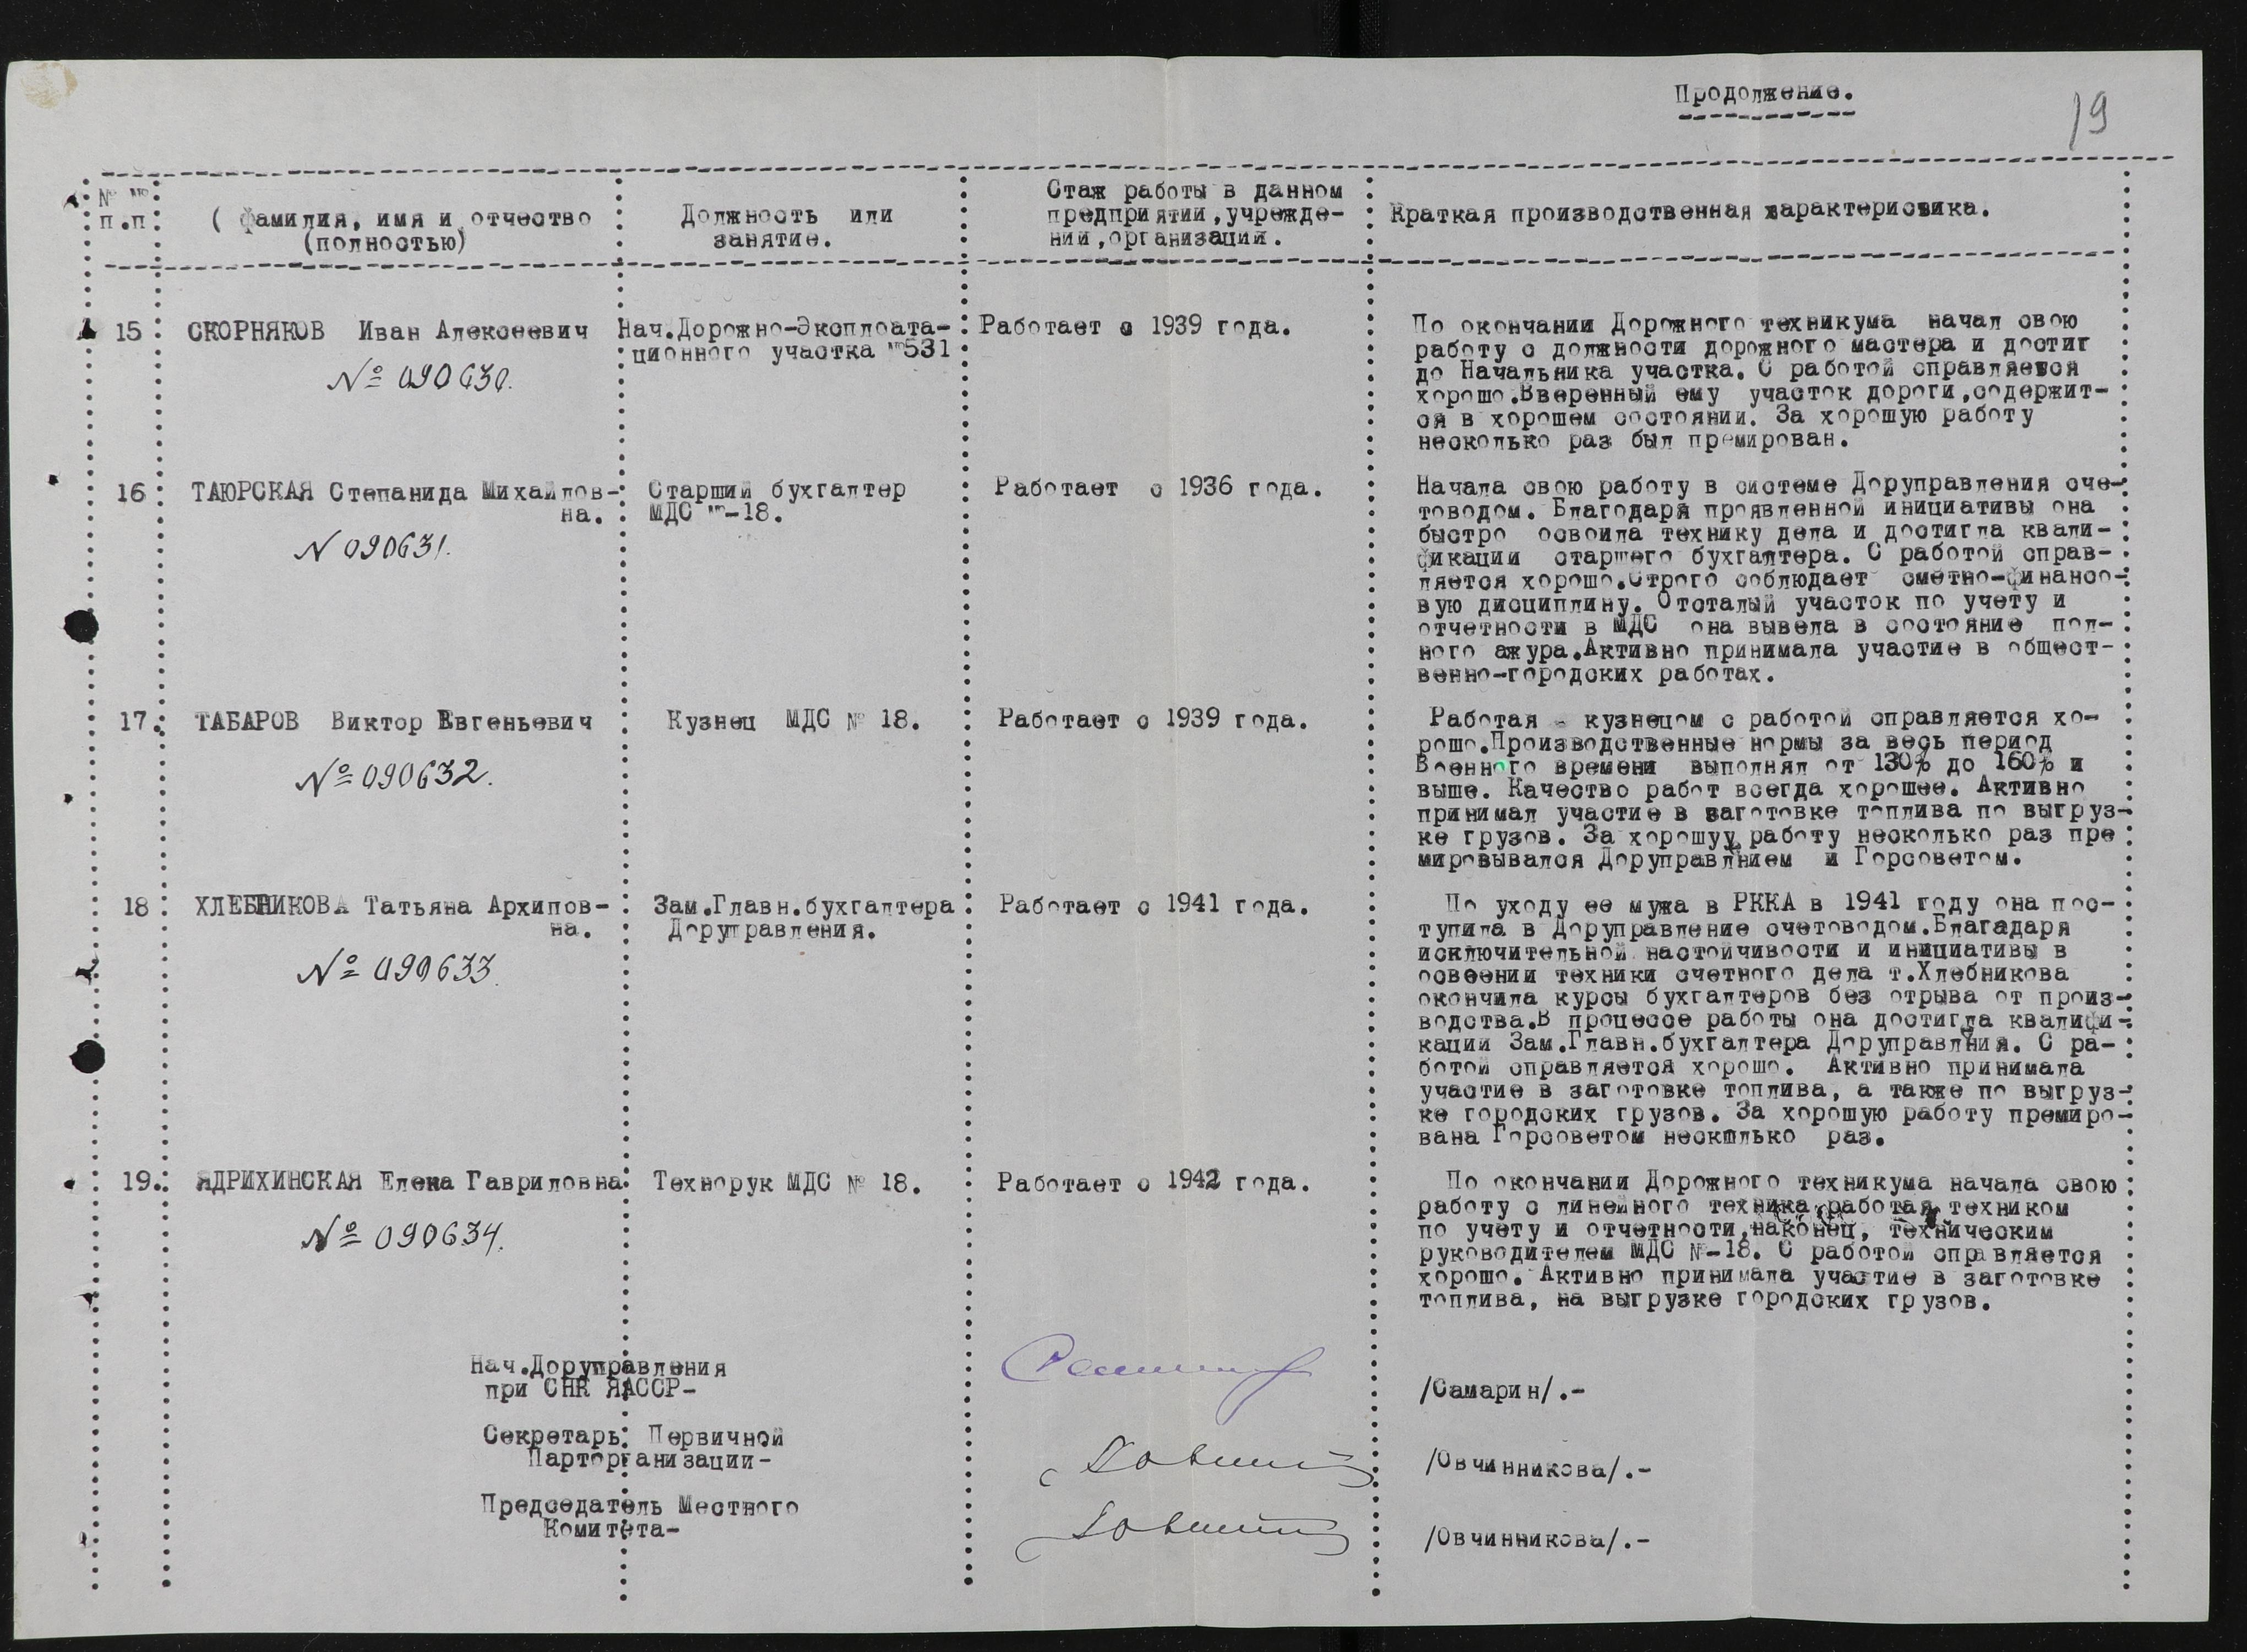 Продолжение.
19
№ №
п.п
( фамилия, имя и отчество
(полностью)
Должность или
занятие.
Стаж работы в данном
предприятии,учрежде-
нии,организации.
Краткая производственная характеристика.
15
СКОРНЯКОВ Иван Алексеевич
№ 090630.
Нач.Дорожно-Эксплоата-
ционного участка №531
Работает с 1939 года.
По окончании Дорожного техникума начал свою
работу с должности дорожного мастера и достиг
до Начальника участка. С работой справляется
хорошо.Вверенный ему участок дороги,содержит-
ся в хорошем состоянии. За хорошую работу
несколько раз был премирован.
16
ТАЮРСКАЯ Степанида Михайлов-
на.
N 090631.
Старший бухгалтер
МДС №-18.
Работает с 1936 года.
Начала свою работу в системе Доруправления сче-
товодом. Благодаря проявленной инициативы она
быстро освоила технику дела и достигла квали-
фикации старшего бухгалтера. С работой справ-
ляется хорошо.Строго соблюдает сметно-финансо-
вую дисциплину. Отсталый участок по учету и
отчетности в МДС она вывела в состояние пол-
ного ажура.Активно принимала участие в общест-
венно-городских работах.
17.
ТАБАРОВ Виктор Евгеньевич
№ 090632.
Кузнец МДС № 18.
Работает с 1939 года.
Работая - кузнецом с работой справляется хо-
рошо.Производственные нормы за весь период
Военного времени выполнял от 130% до 160% и
выше. Качество работ всегда хорошее. Активно
принимал участие в заготовке топлива по выгруз-
ке грузов. За хорошуу работу несколько раз пре
мировывался Доруправлением и Горсоветом.
18
ХЛЕБНИКОВА Татьяна Архипов-
на.
№ 090633.
Зам.Главн.бухгалтера
Доруправления.
Работает с 1941 года.
По уходу ее мужа в РККА в 1941 году она пос-
тупила в Доруправление счетоводом.Благадаря
исключительной настойчивости и инициативы в
освоении техники счетного дела т.Хлебникова
окончила курсы бухгалтеров без отрыва от произ-
водства.В процессе работы она достигла квалифи-
кации Зам.Главн.бухгалтера Доруправления. С ра-
ботой справляется хорошо. Активно принимала
участие в заготовке топлива, а также по выгруз-
ке городских грузов. За хорошую работу премиро-
вана Горсоветом несколько раз.
19.
ЯДРИХИНСКАЯ Елена Гавриловна
№ 090634.
Технорук МДС № 18.
Работает с 1942 года.
По окончании Дорожного техникума начала свою
работу с линейного техника,работая техником
по учету и отчетности,наконец, техническим
руководителем МДС №-18. С работой справляется
хорошо. Активно принимала участие в заготовке
топлива, на выгрузке городских грузов.
Нач.Доруправления
при СНК ЯАССР-
/Самарин/.-
Секретарь Первичной
Парторганизации-
/Овчинникова/.-
Председатель Местного
Комитета-
/Овчинникова/.-